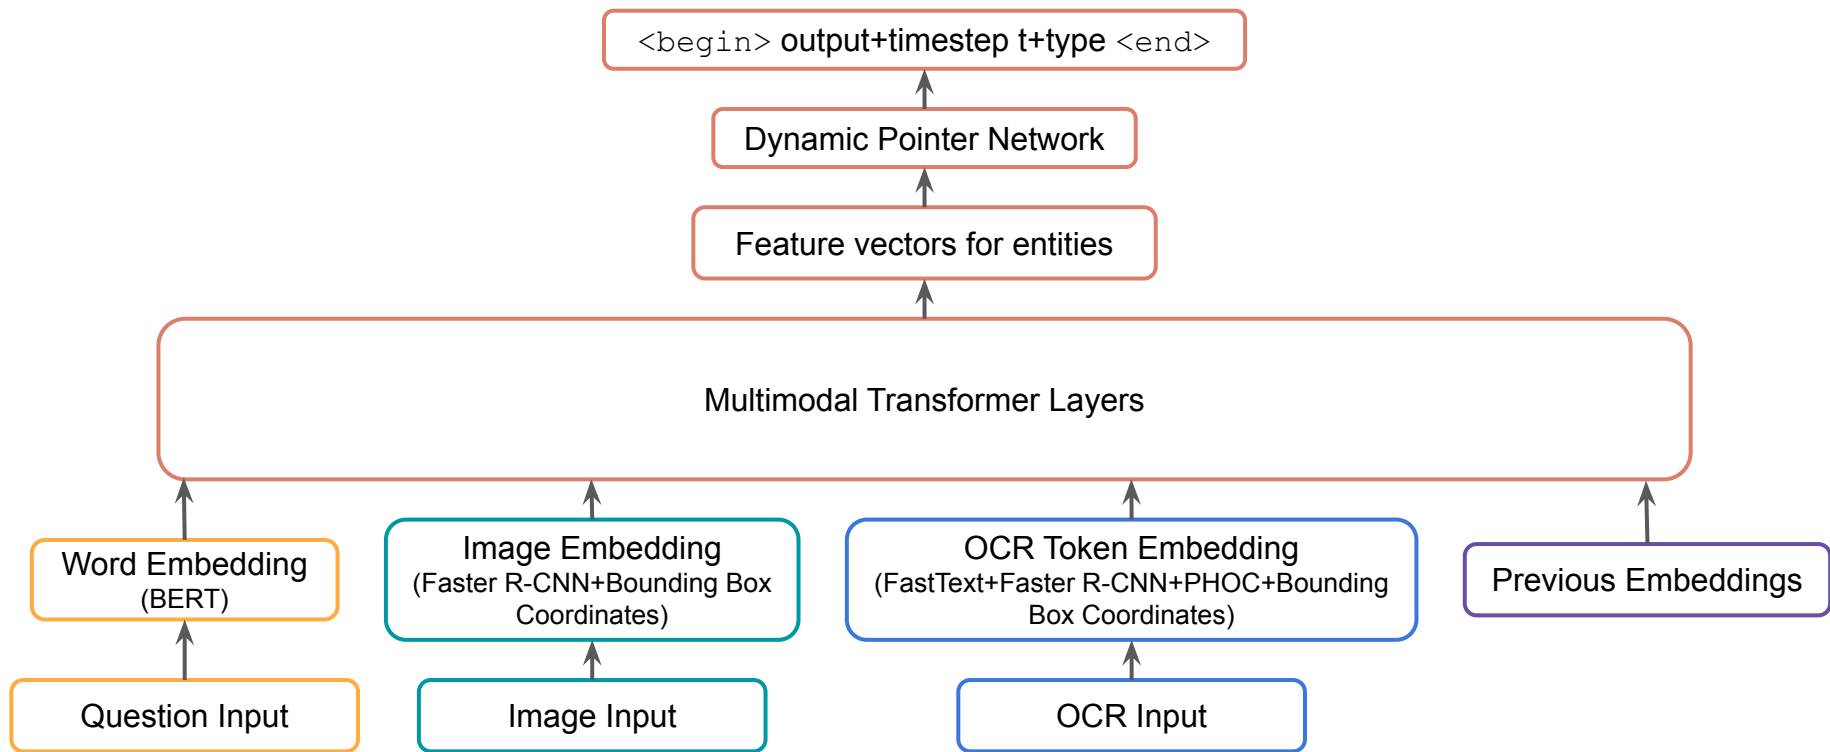 <begin> output+timestep t+type <end>
Dynamic Pointer Network
Feature vectors for entities
Multimodal Transformer Layers
Word Embedding
(BERT)
Image Embedding
(Faster R-CNN+Bounding Box
Coordinates)
OCR Token Embedding
(FastText+Faster R-CNN+PHOC+Bounding
Box Coordinates)
Previous Embeddings
Question Input
Image Input
OCR Input